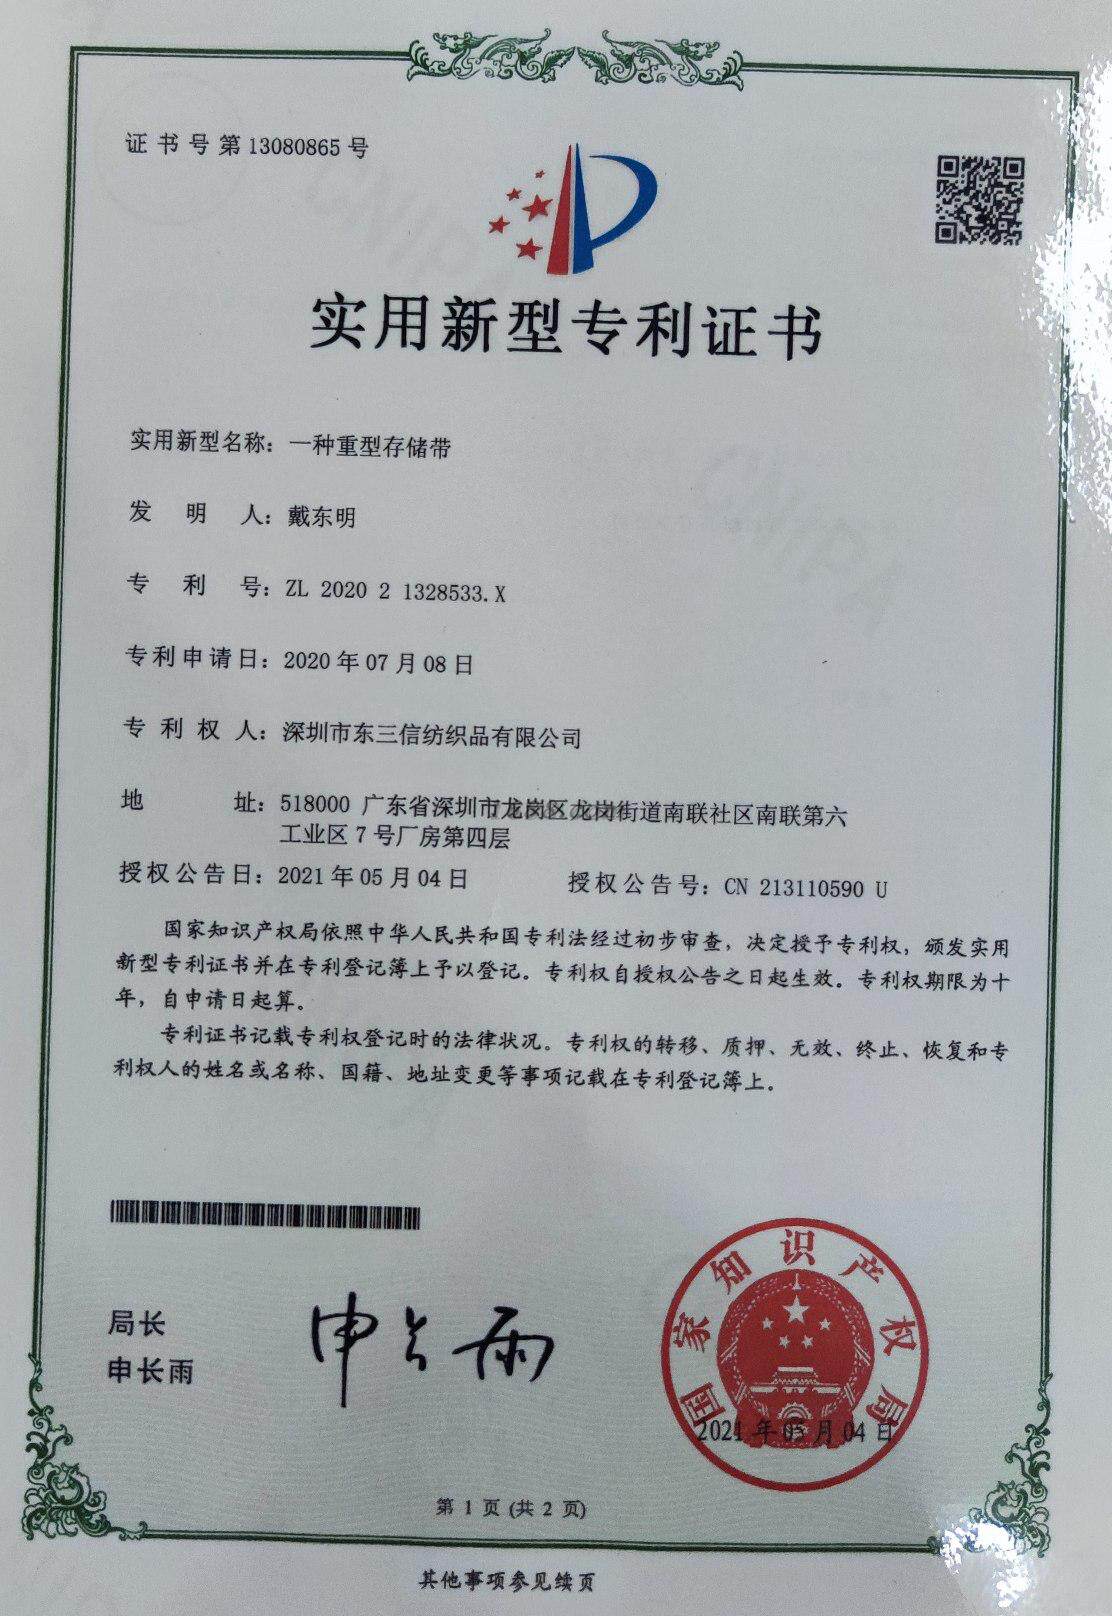 证书号第13080865号
实用新型专利证书
实用新型名称：一种重型存储带
发明人：戴东明
专利号：ZL 2020 2 1328533.X
专利申请日：2020年07月08日
专利权人：深圳市东三信纺织品有限公司
地址：518000 广东省深圳市龙岗区龙岗街道南联社区南联第六
工业区7号厂房第四层
授权公告日：2021年05月04日 授权公告号：CN 213110590 U
国家知识产权局依照中华人民共和国专利法经过初步审查，决定授予专利权，颁发实用
新型专利证书并在专利登记簿上予以登记。专利权自授权公告之日起生效。专利权期限为十
年，自申请日起算。
专利证书记载专利权登记时的法律状况。专利权的转移、质押、无效、终止、恢复和专
利权人的姓名或名称、国籍、地址变更等事项记载在专利登记簿上。
局长
申长雨
申长雨
国家知识产权局
2021年05月04日
第1页(共2页)
其他事项参见续页